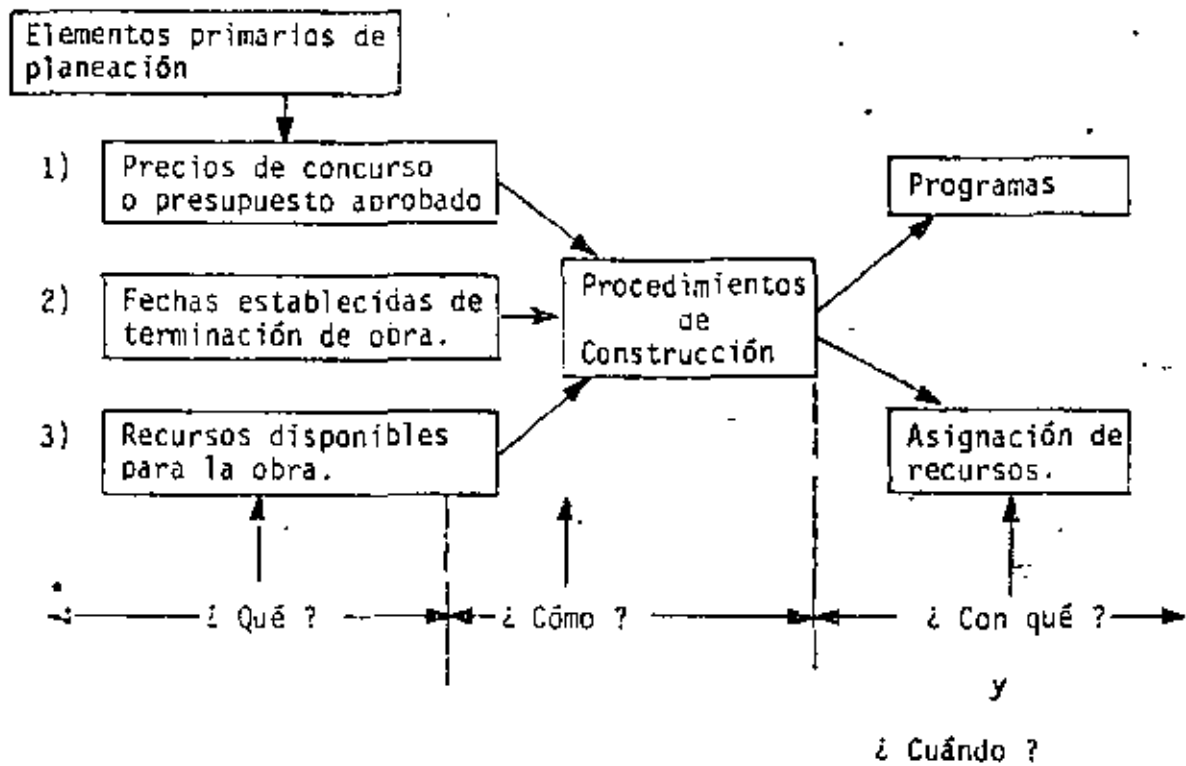 Elementos primarios de
planeación
1) Precios de concurso
o presupuesto aprobado
Programas
2) Fechas establecidas de
terminación de obra.
Procedimientos
de
Construcción
3) Recursos disponibles
para la obra.
Asignación de
recursos.
¿ Qué ?
¿ Cómo ?
¿ Con qué ?
y
¿ Cuándo ?